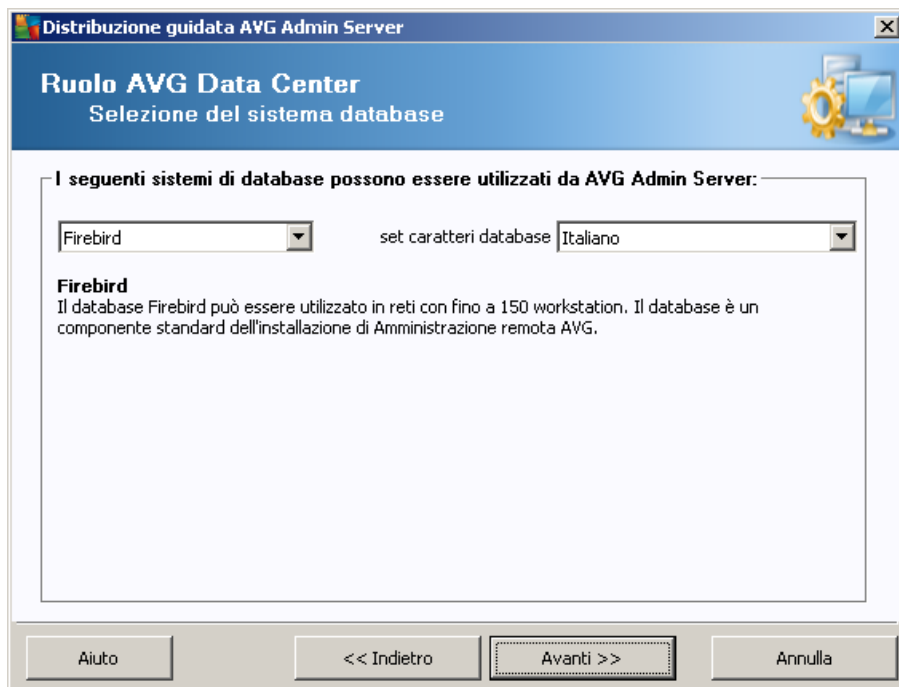 Distribuzione guidata AVG Admin Server
Ruolo AVG Data Center
Selezione del sistema database
I seguenti sistemi di database possono essere utilizzati da AVG Admin Server:
Firebird
set caratteri database
Italiano
Firebird
Il database Firebird può essere utilizzato in reti con fino a 150 workstation. Il database è un
componente standard dell'installazione di Amministrazione remota AVG.
Aiuto
<< Indietro
Avanti >>
Annulla